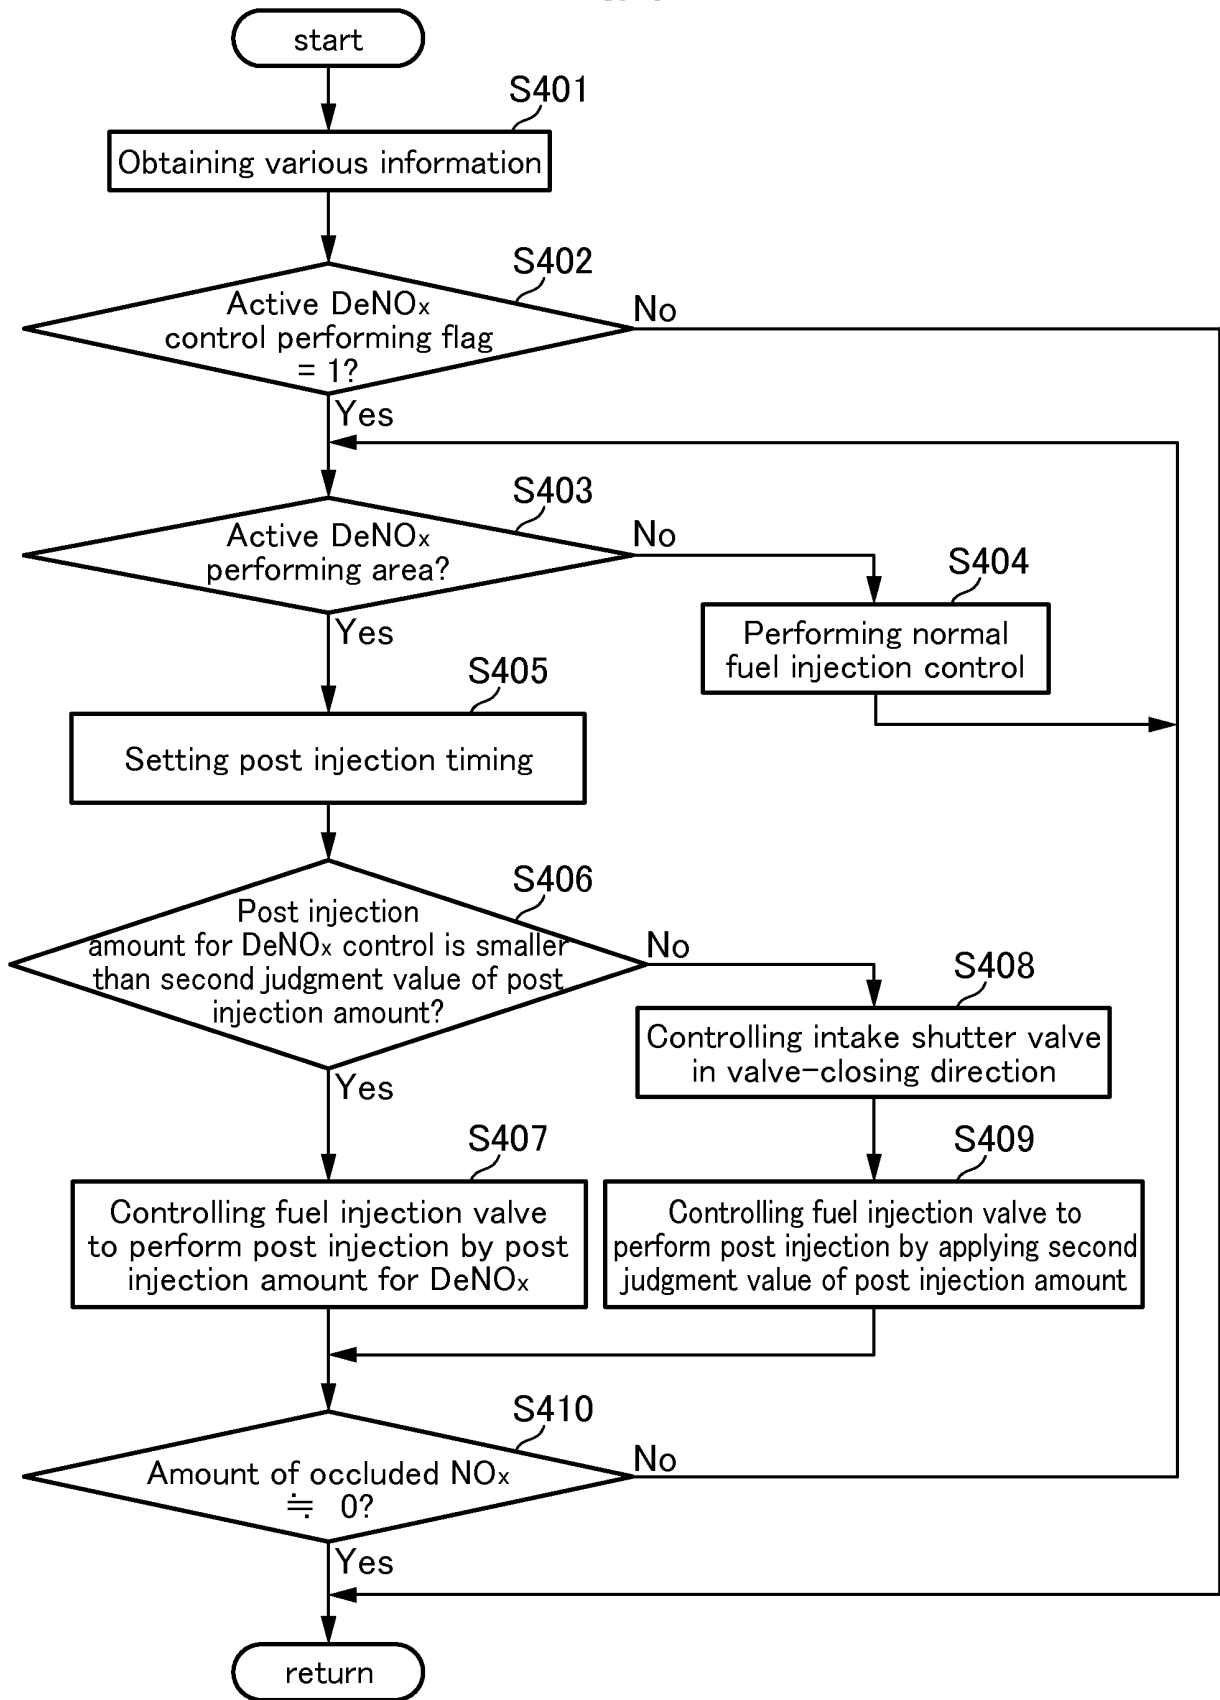 start
S401
Obtaining various information
S402
Active DeNOx
control performing flag
= 1?
No
Yes
S403
Active DeNOx
performing area?
No
Yes
S404
Performing normal
fuel injection control
S405
Setting post injection timing
S406
Post injection
amount for DeNOx control is smaller
than second judgment value of post
injection amount?
No
Yes
S408
Controlling intake shutter valve
in valve-closing direction
S407
Controlling fuel injection valve
to perform post injection by post
injection amount for DeNOx
S409
Controlling fuel injection valve to
perform post injection by applying second
judgment value of post injection amount
S410
Amount of occluded NOx
≒ 0?
No
Yes
return